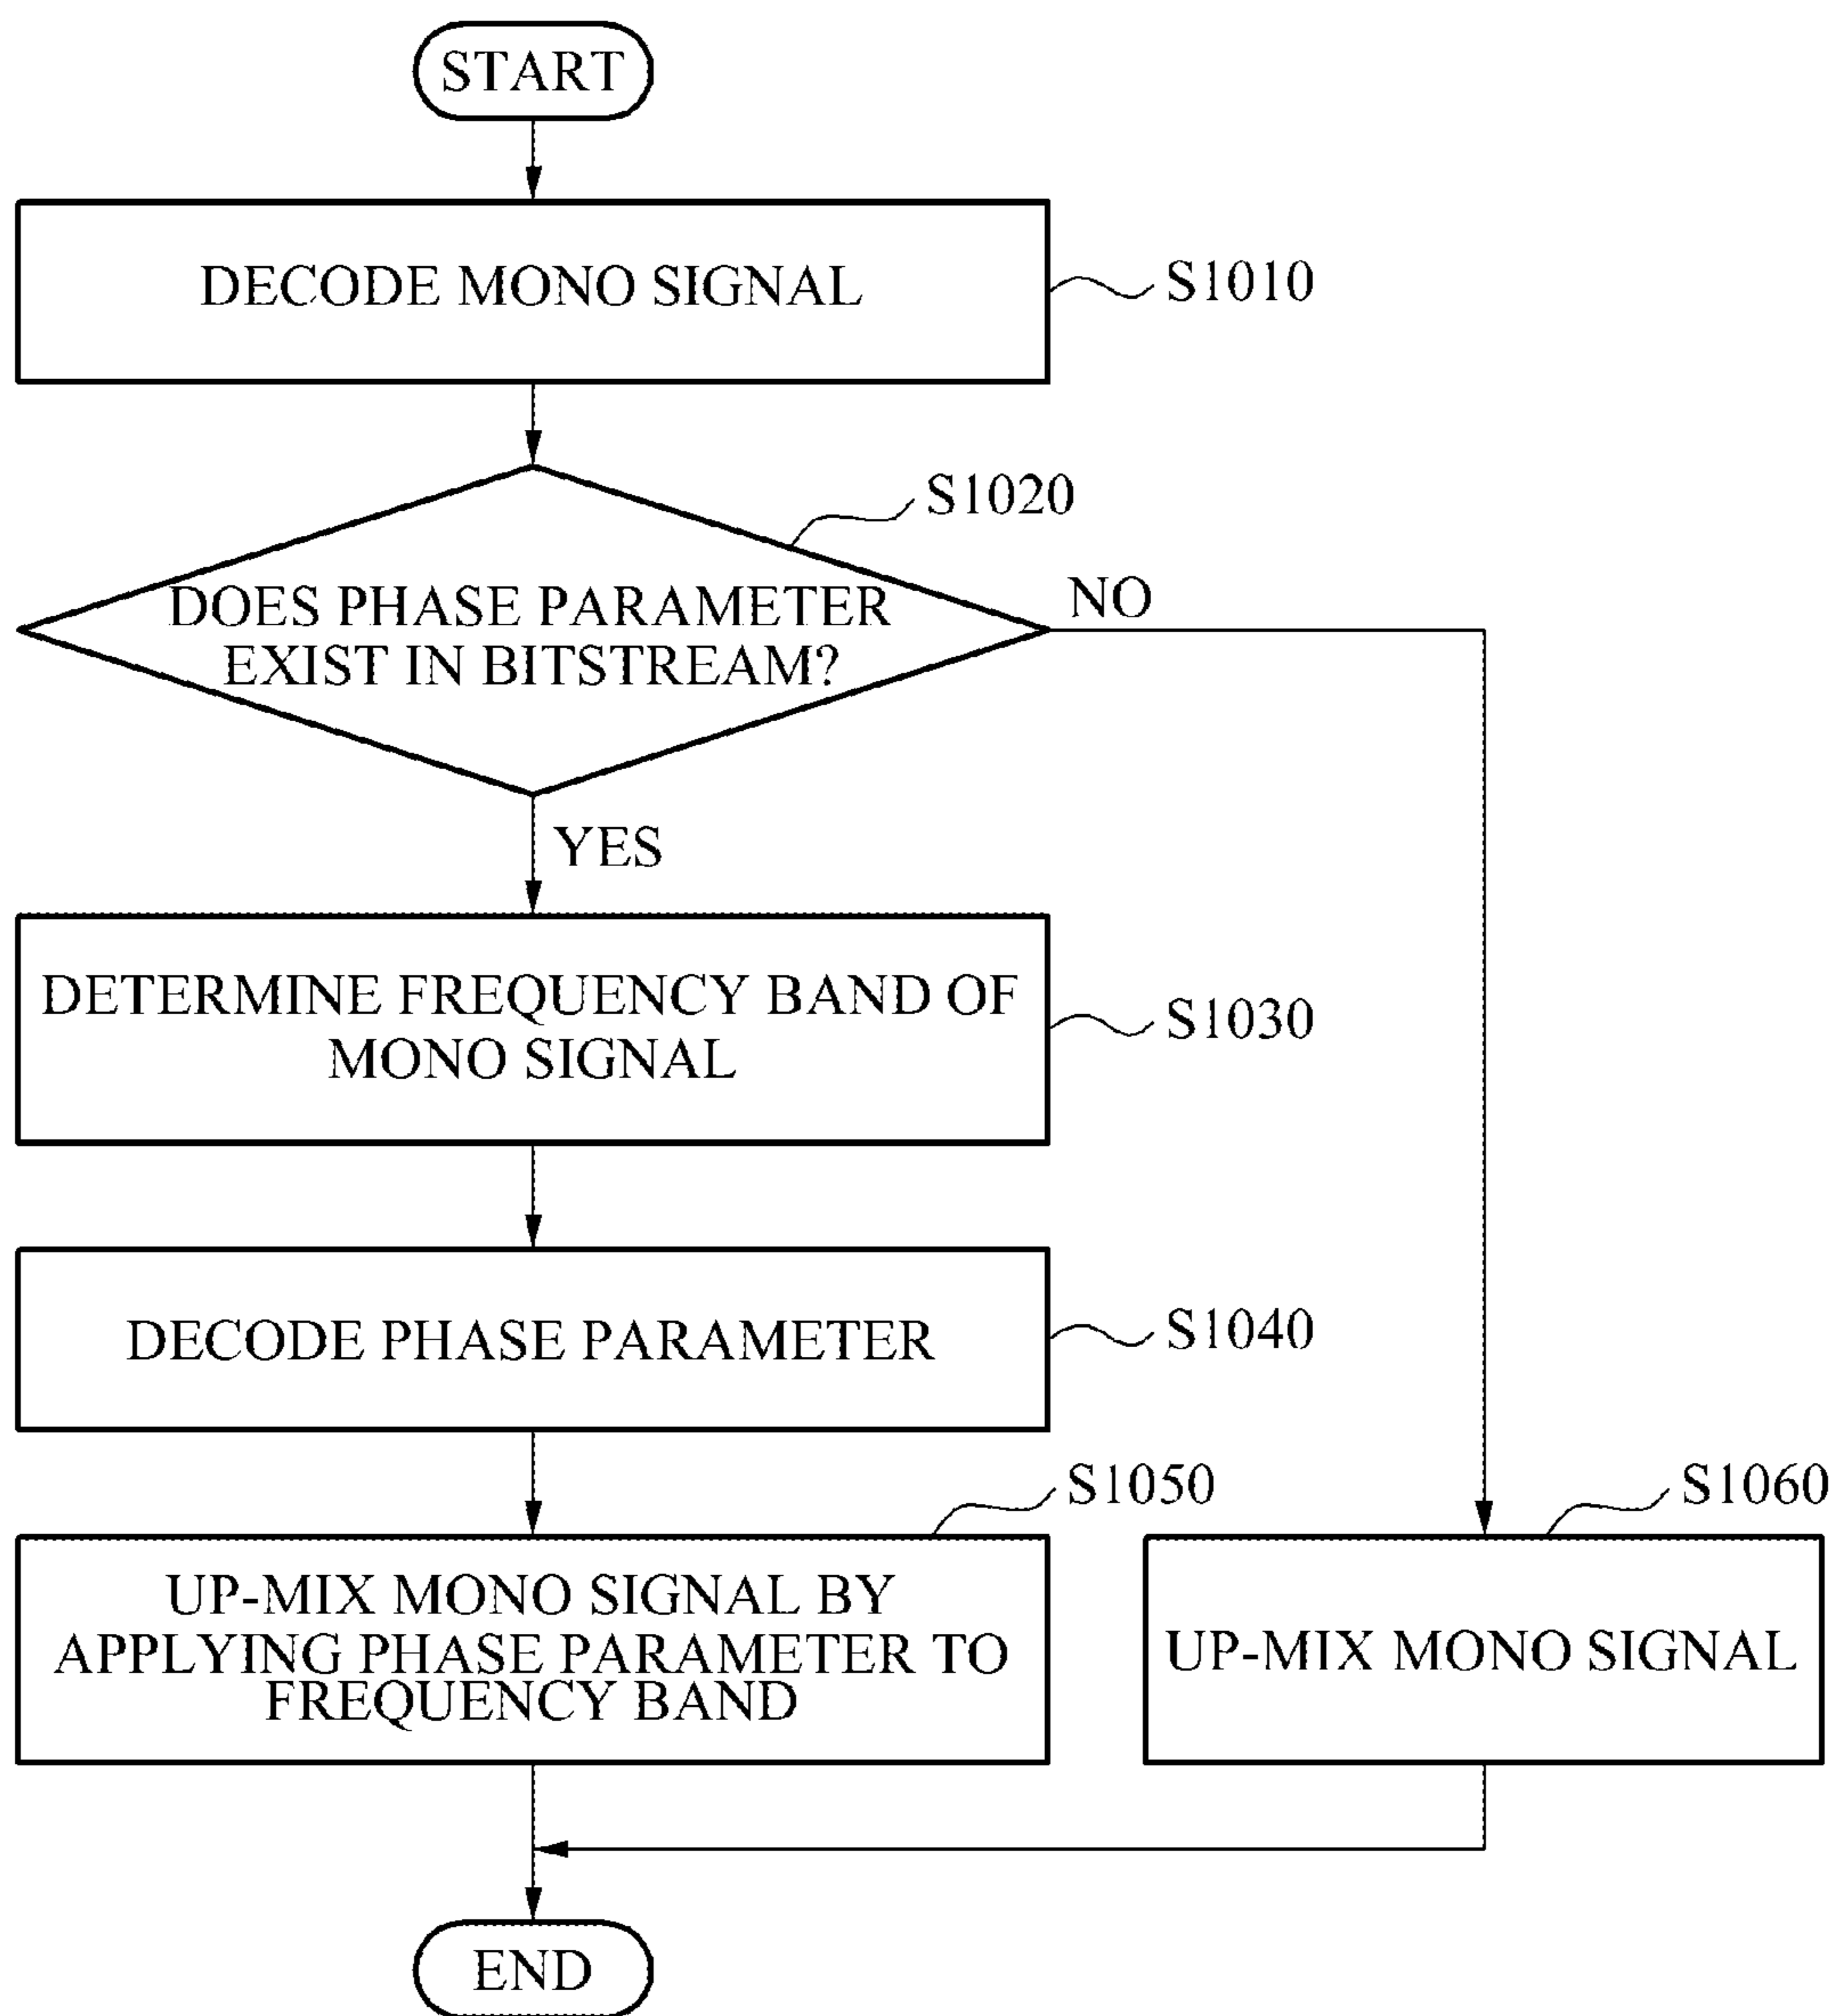 START
DECODE MONO SIGNAL
S1010
S1020
DOES PHASE PARAMETER
EXIST IN BITSTREAM?
NO
YES
DETERMINE FREQUENCY BAND OF
MONO SIGNAL
S1030
DECODE PHASE PARAMETER
S1040
S1050
UP-MIX MONO SIGNAL BY
APPLYING PHASE PARAMETER TO
FREQUENCY BAND
S1060
UP-MIX MONO SIGNAL
END